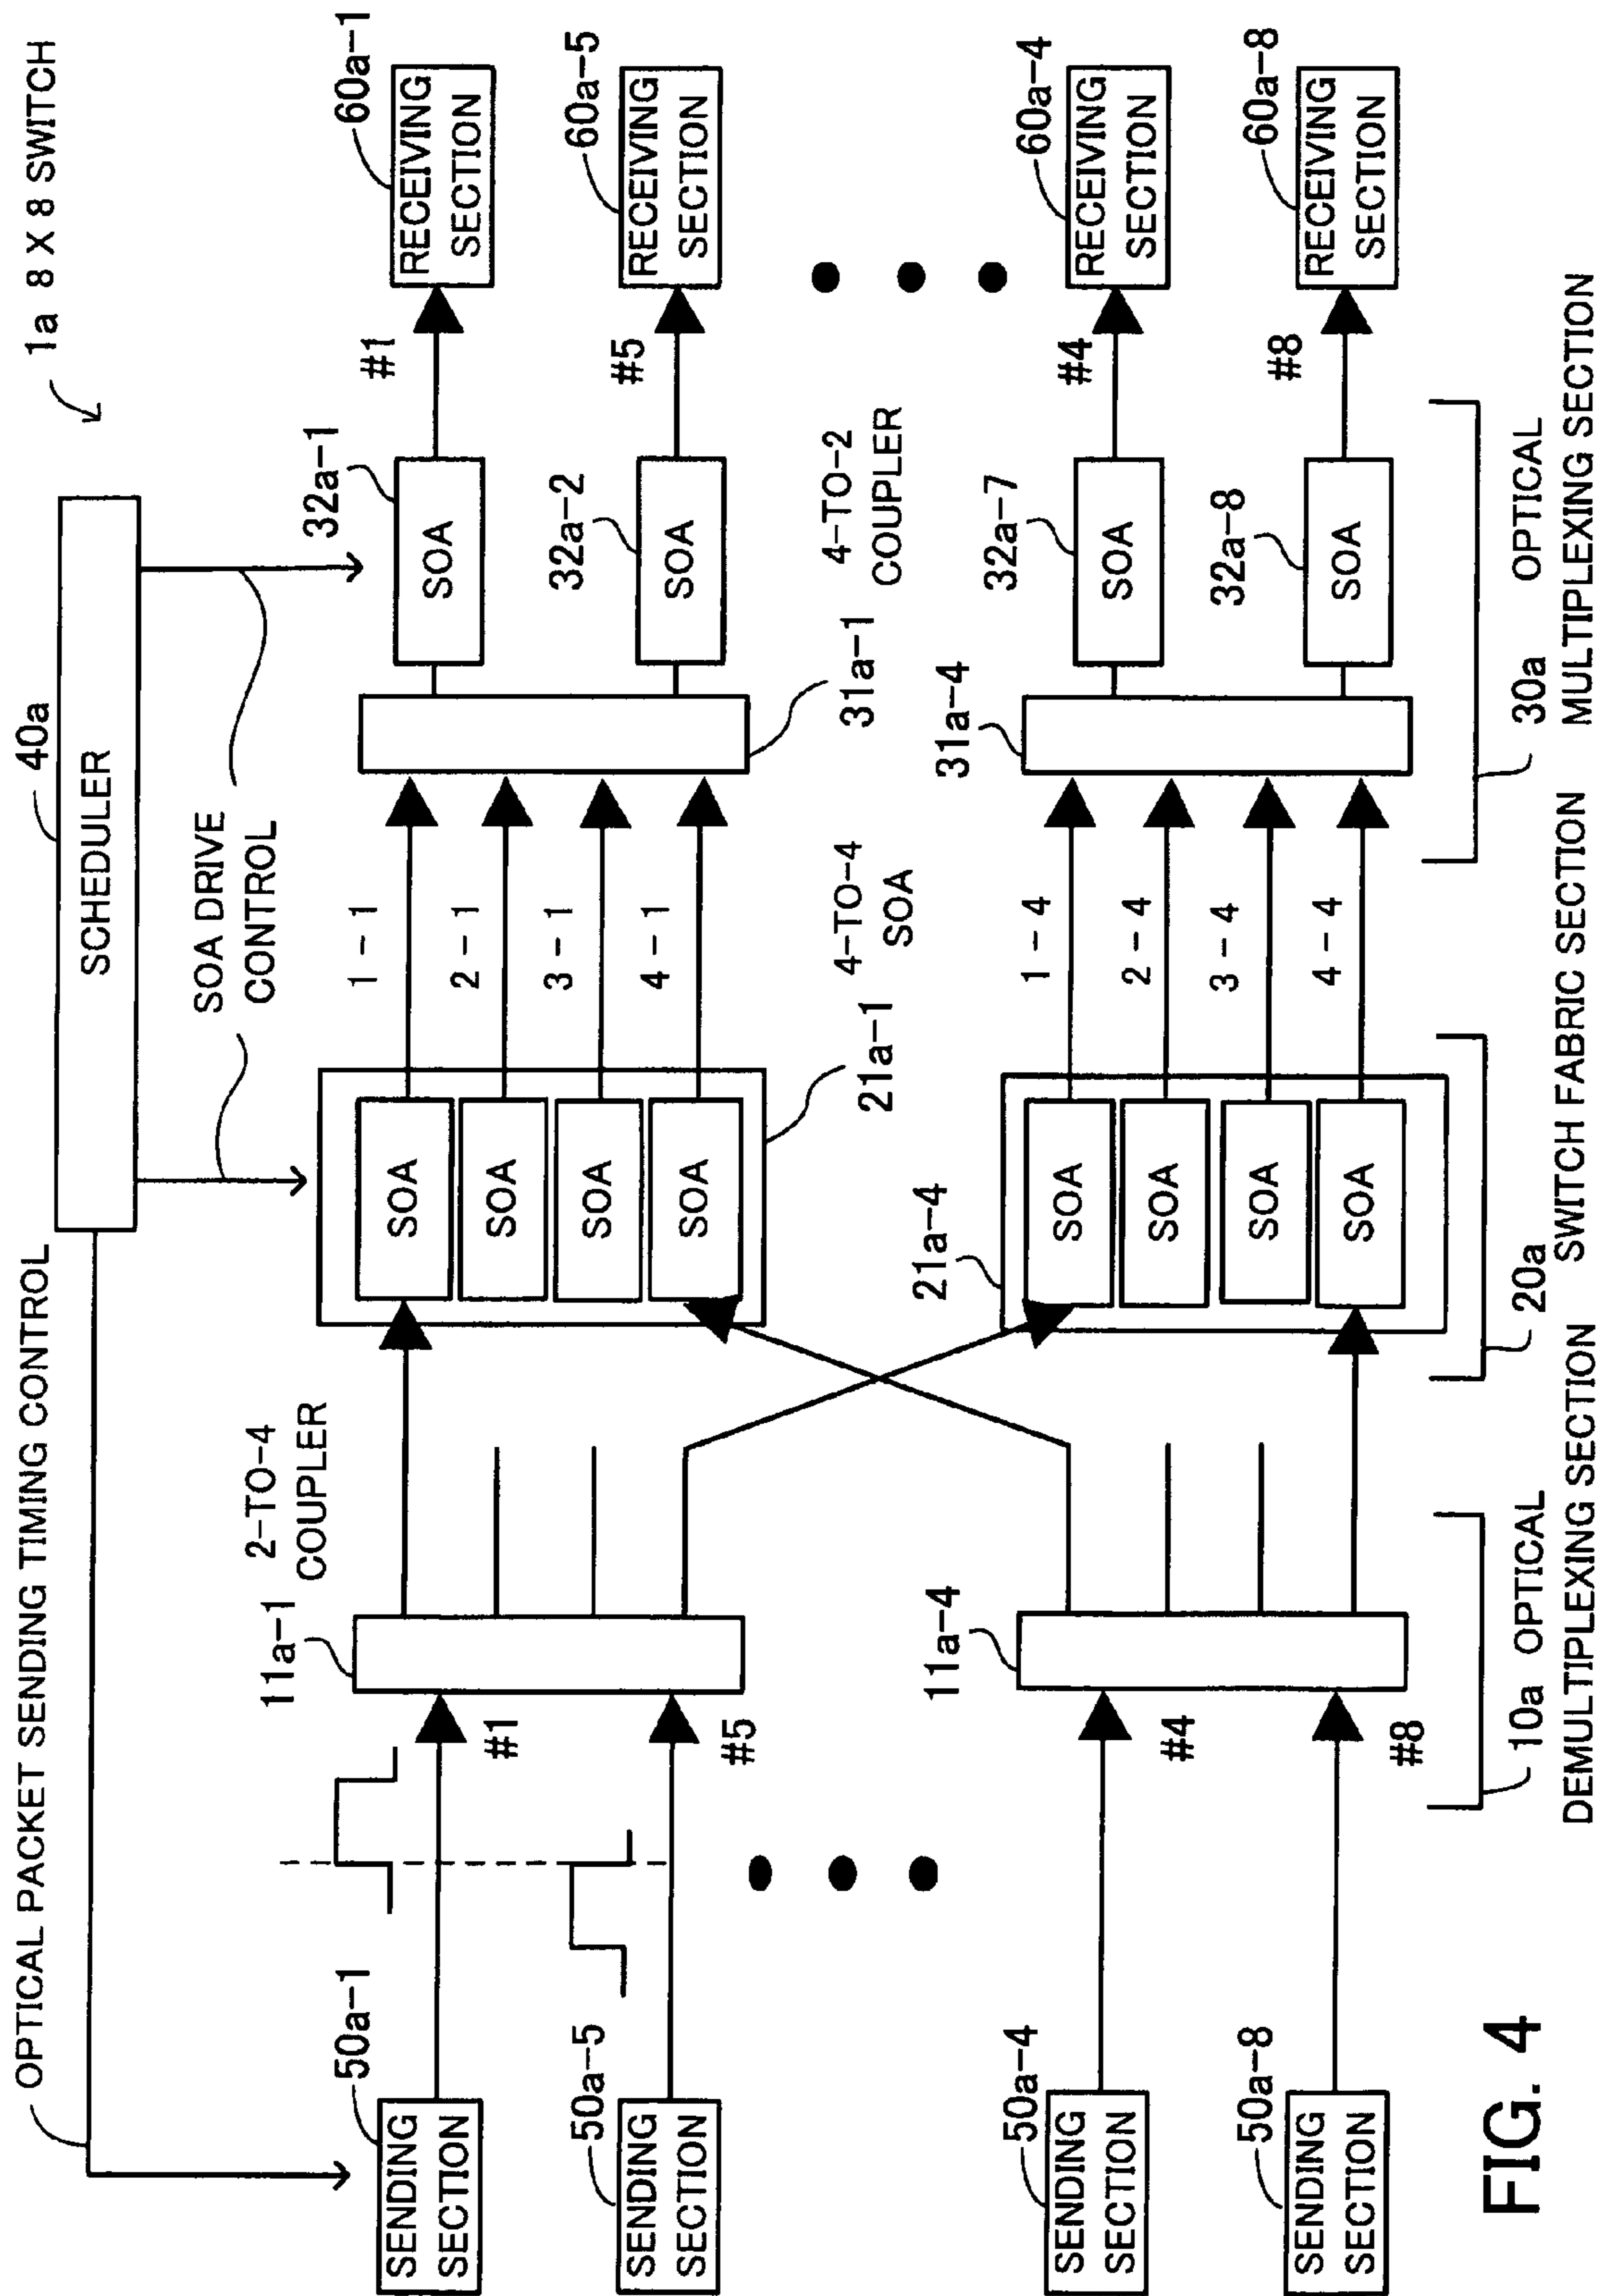 1a 8 X 8 SWITCH
OPTICAL PACKET SENDING TIMING CONTROL
40a
SCHEDULER
SOA DRIVE
CONTROL
50a-1
SENDING
SECTION
#1
50a-5
SENDING
SECTION
#5
11a-1
2-TO-4
COUPLER
SOA
SOA
SOA
SOA
21a-1
4-TO-4
SOA
1-1
2-1
3-1
4-1
31a-1
4-TO-2
COUPLER
32a-1
SOA
#1
32a-2
SOA
#5
60a-1
RECEIVING
SECTION
60a-5
RECEIVING
SECTION
50a-4
SENDING
SECTION
#4
50a-8
SENDING
SECTION
#8
11a-4
21a-4
SOA
SOA
SOA
SOA
1-4
2-4
3-4
4-4
31a-4
32a-7
SOA
#4
32a-8
SOA
#8
60a-4
RECEIVING
SECTION
60a-8
RECEIVING
SECTION
10a OPTICAL
DEMULTIPLEXING SECTION
20a
SWITCH FABRIC SECTION
30a OPTICAL
MULTIPLEXING SECTION
FIG. 4